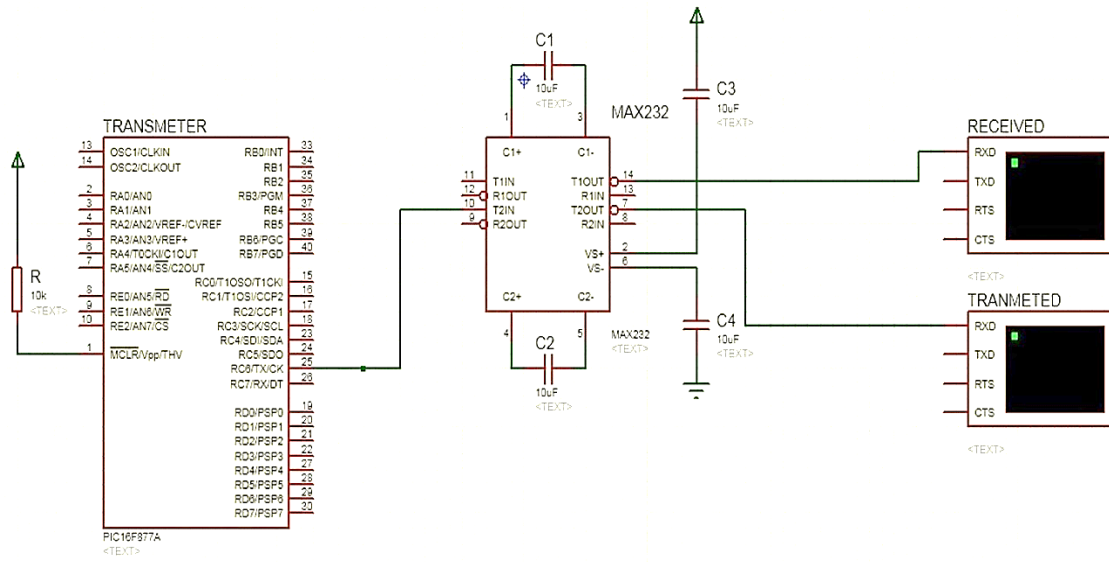 TRANSMETER
13 OSC1/CLKIN
14 OSC2/CLKOUT
2 RA0/AN0
3 RA1/AN1
4 RA2/AN2/VREF-/CVREF
5 RA3/AN3/VREF+
6 RA4/T0CKI/C1OUT
7 RA5/AN4/SS/C2OUT
8 RE0/AN5/RD
9 RE1/AN6/WR
10 RE2/AN7/CS
1 MCLR/Vpp/THV
RB0/INT 33
RB1 34
RB2 35
RB3/PGM 36
RB4 37
RB5 38
RB6/PGC 39
RB7/PGD 40
RC0/T1OSO/T1CKI 15
RC1/T1OSI/CCP2 16
RC2/CCP1 17
RC3/SCK/SCL 18
RC4/SDI/SDA 23
RC5/SDO 24
RC6/TX/CK 25
RC7/RX/DT 26
RD0/PSP0 19
RD1/PSP1 20
RD2/PSP2 21
RD3/PSP3 22
RD4/PSP4 27
RD5/PSP5 28
RD6/PSP6 29
RD7/PSP7 30
PIC16F877A
<TEXT>
R
10k
<TEXT>
C1
10uF
<TEXT>
MAX232
1 3
C1+ C1-
11 T1IN
12 R1OUT
10 T2IN
9 R2OUT
T1OUT 14
R1IN 13
T2OUT 7
R2IN 8
VS+ 2
VS- 6
C2+ C2-
4 5
MAX232
<TEXT>
C2
10uF
<TEXT>
C3
10uF
<TEXT>
C4
10uF
<TEXT>
RECEIVED
RXD
TXD
RTS
CTS
<TEXT>
TRANMETED
RXD
TXD
RTS
CTS
<TEXT>